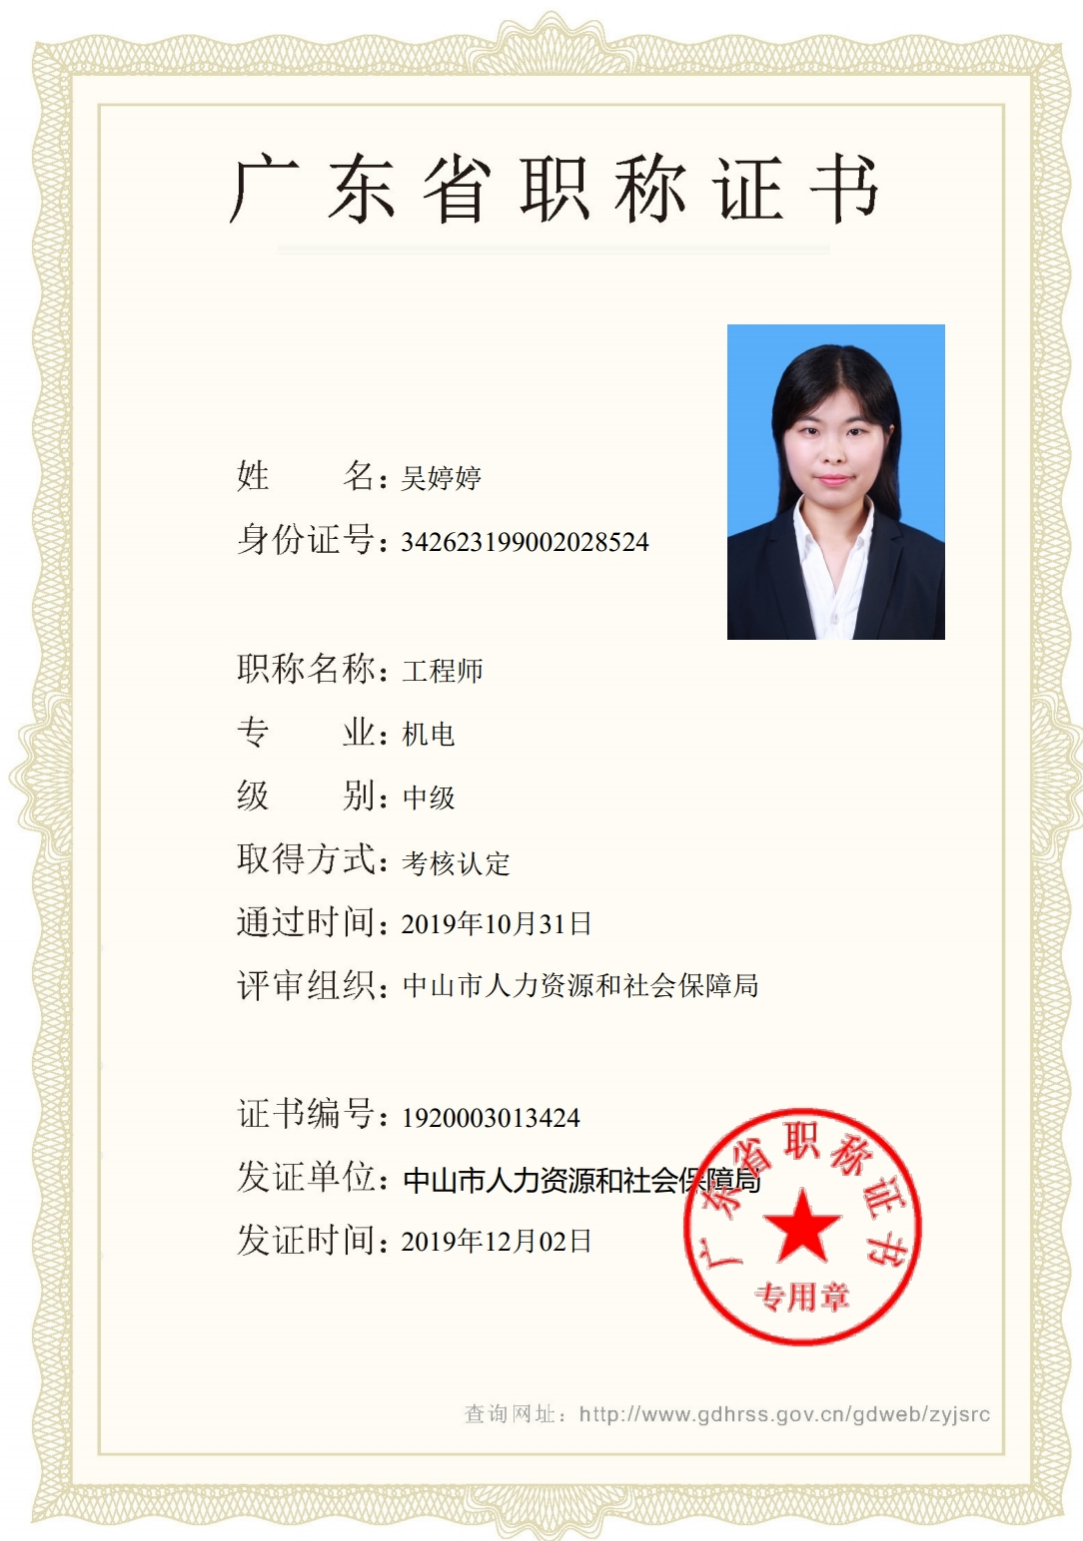 广东省职称证书
姓 名：吴婷婷
身份证号：342623199002028524
职称名称：工程师
专 业：机电
级 别：中级
取得方式：考核认定
通过时间：2019年10月31日
评审组织：中山市人力资源和社会保障局
证书编号：1920003013424
发证单位：中山市人力资源和社会保障局
发证时间：2019年12月02日
广东省职称证书
专用章
查询网址：http://www.gdhrss.gov.cn/gdweb/zyjsrc